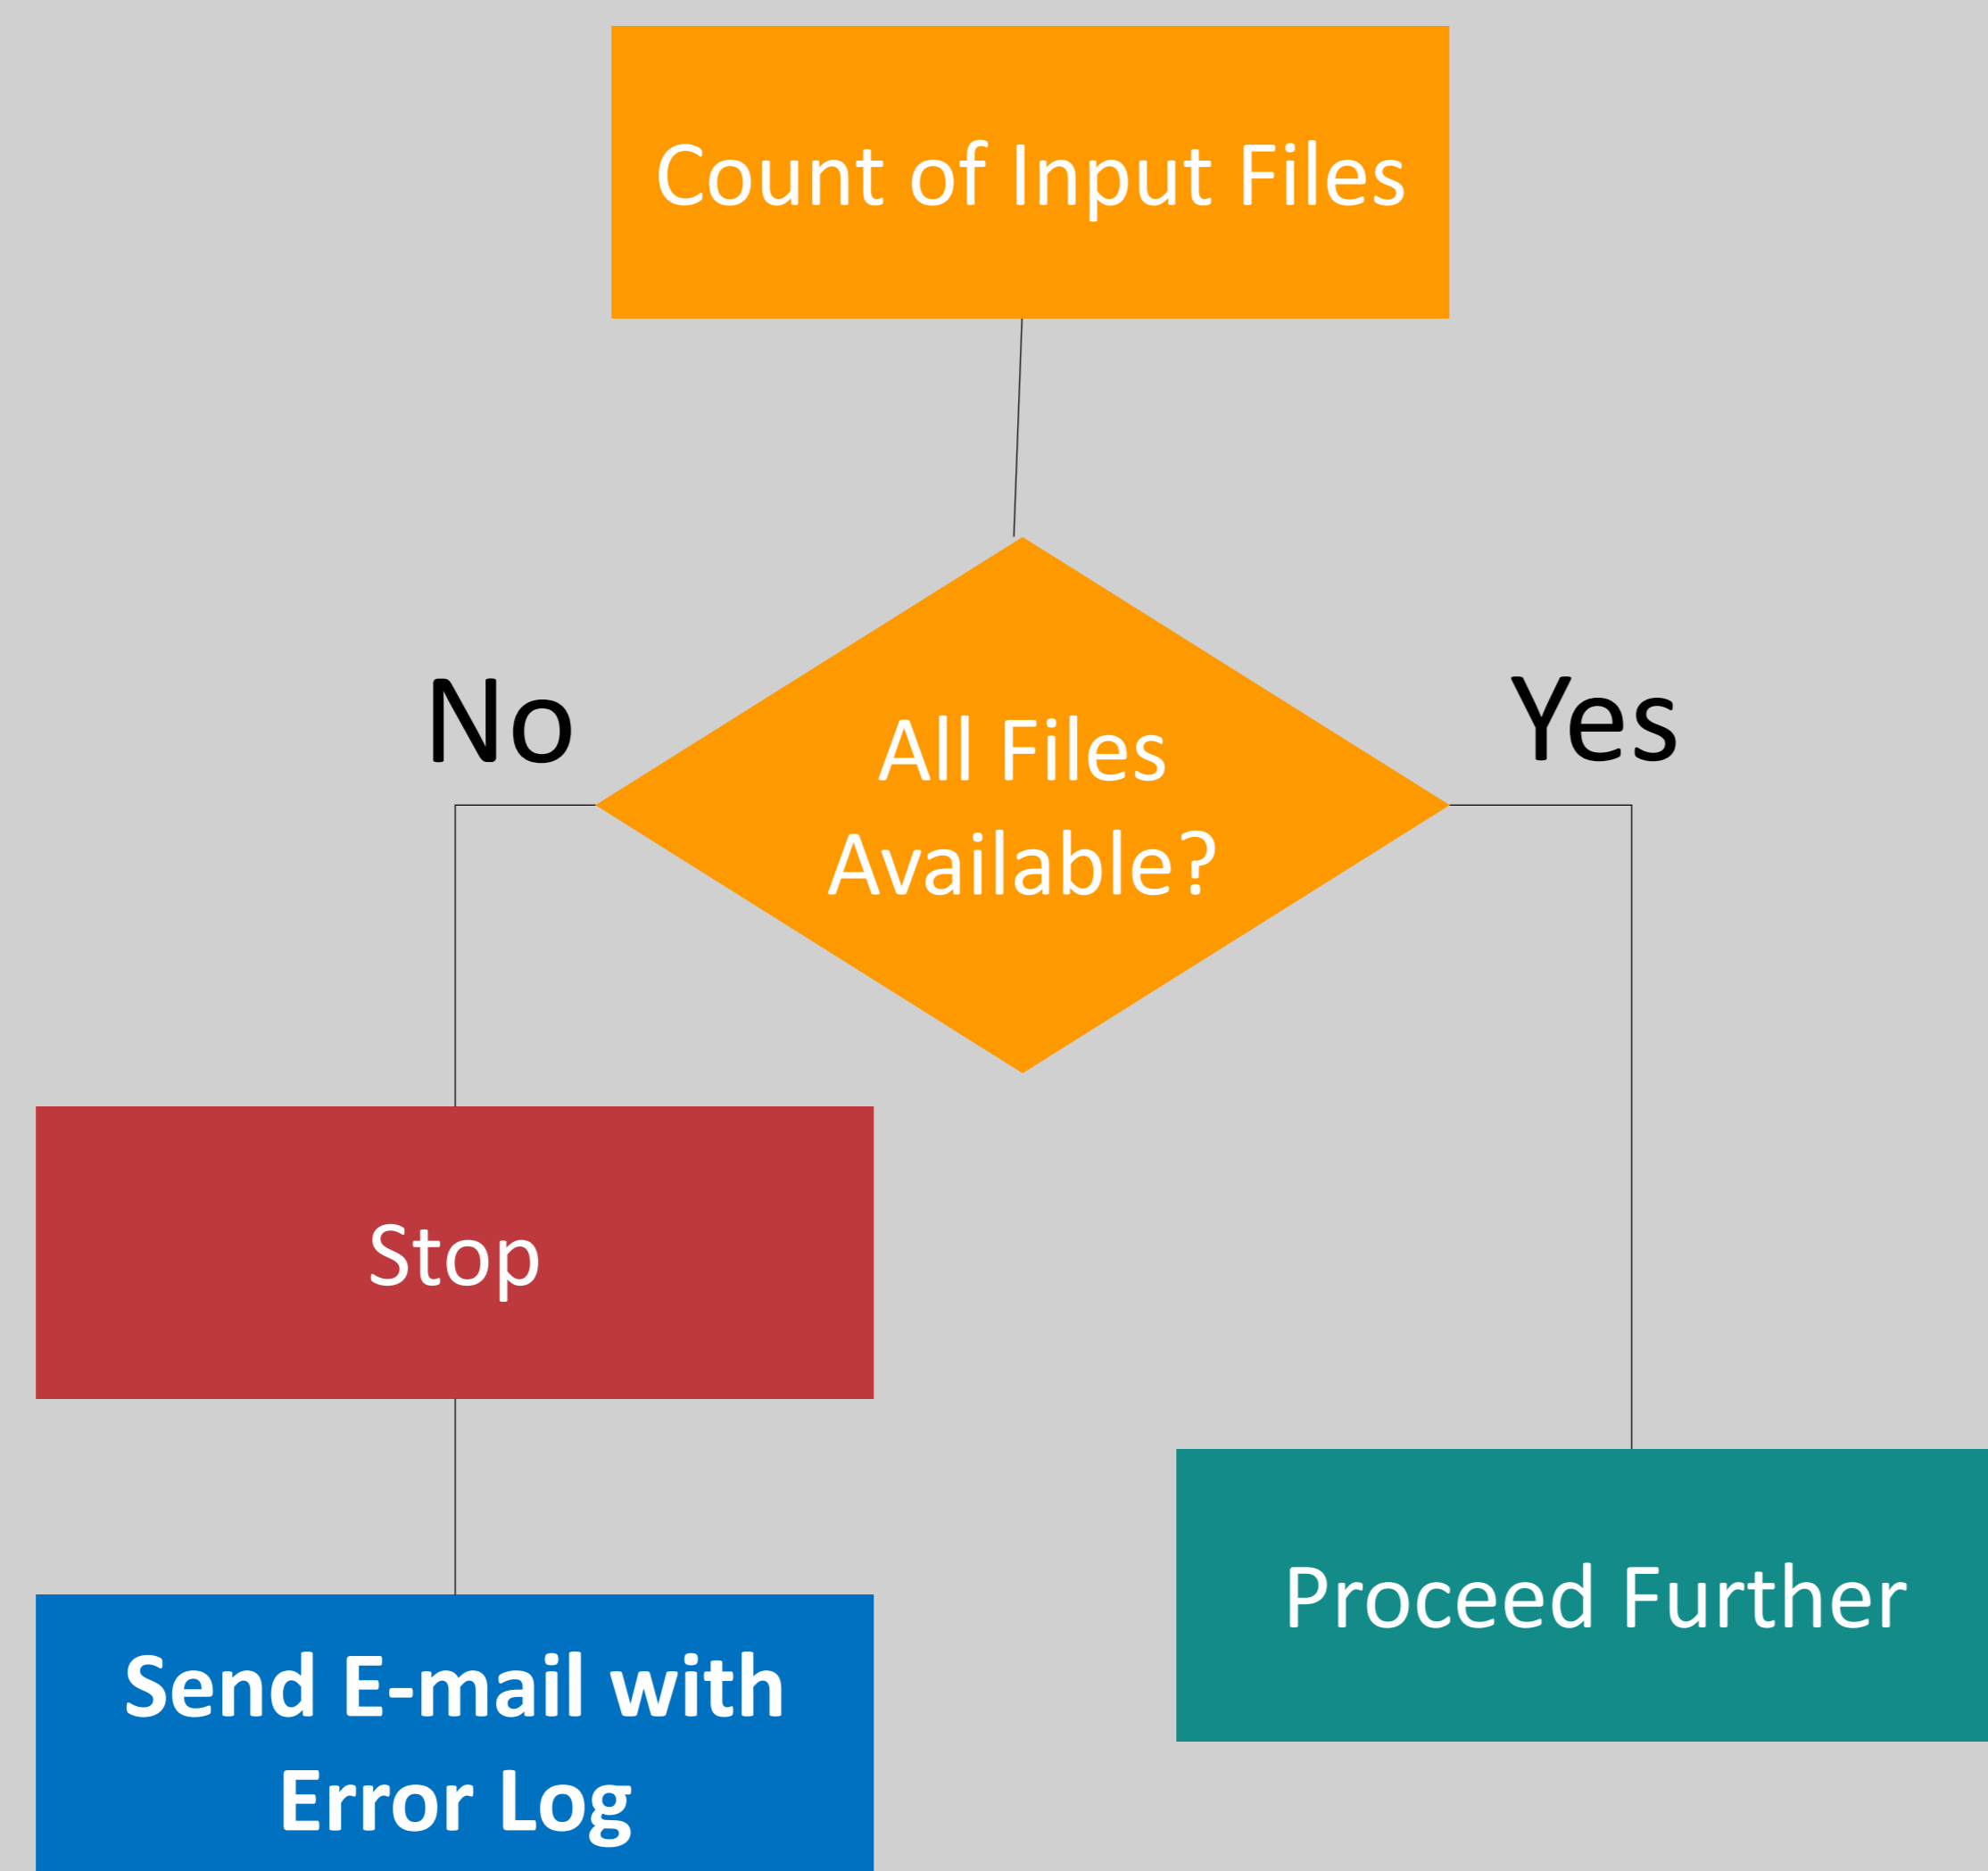 Count of Input Files
No
Yes
All Files
Available?
Stop
Proceed Further
Send E-mail with
Error Log